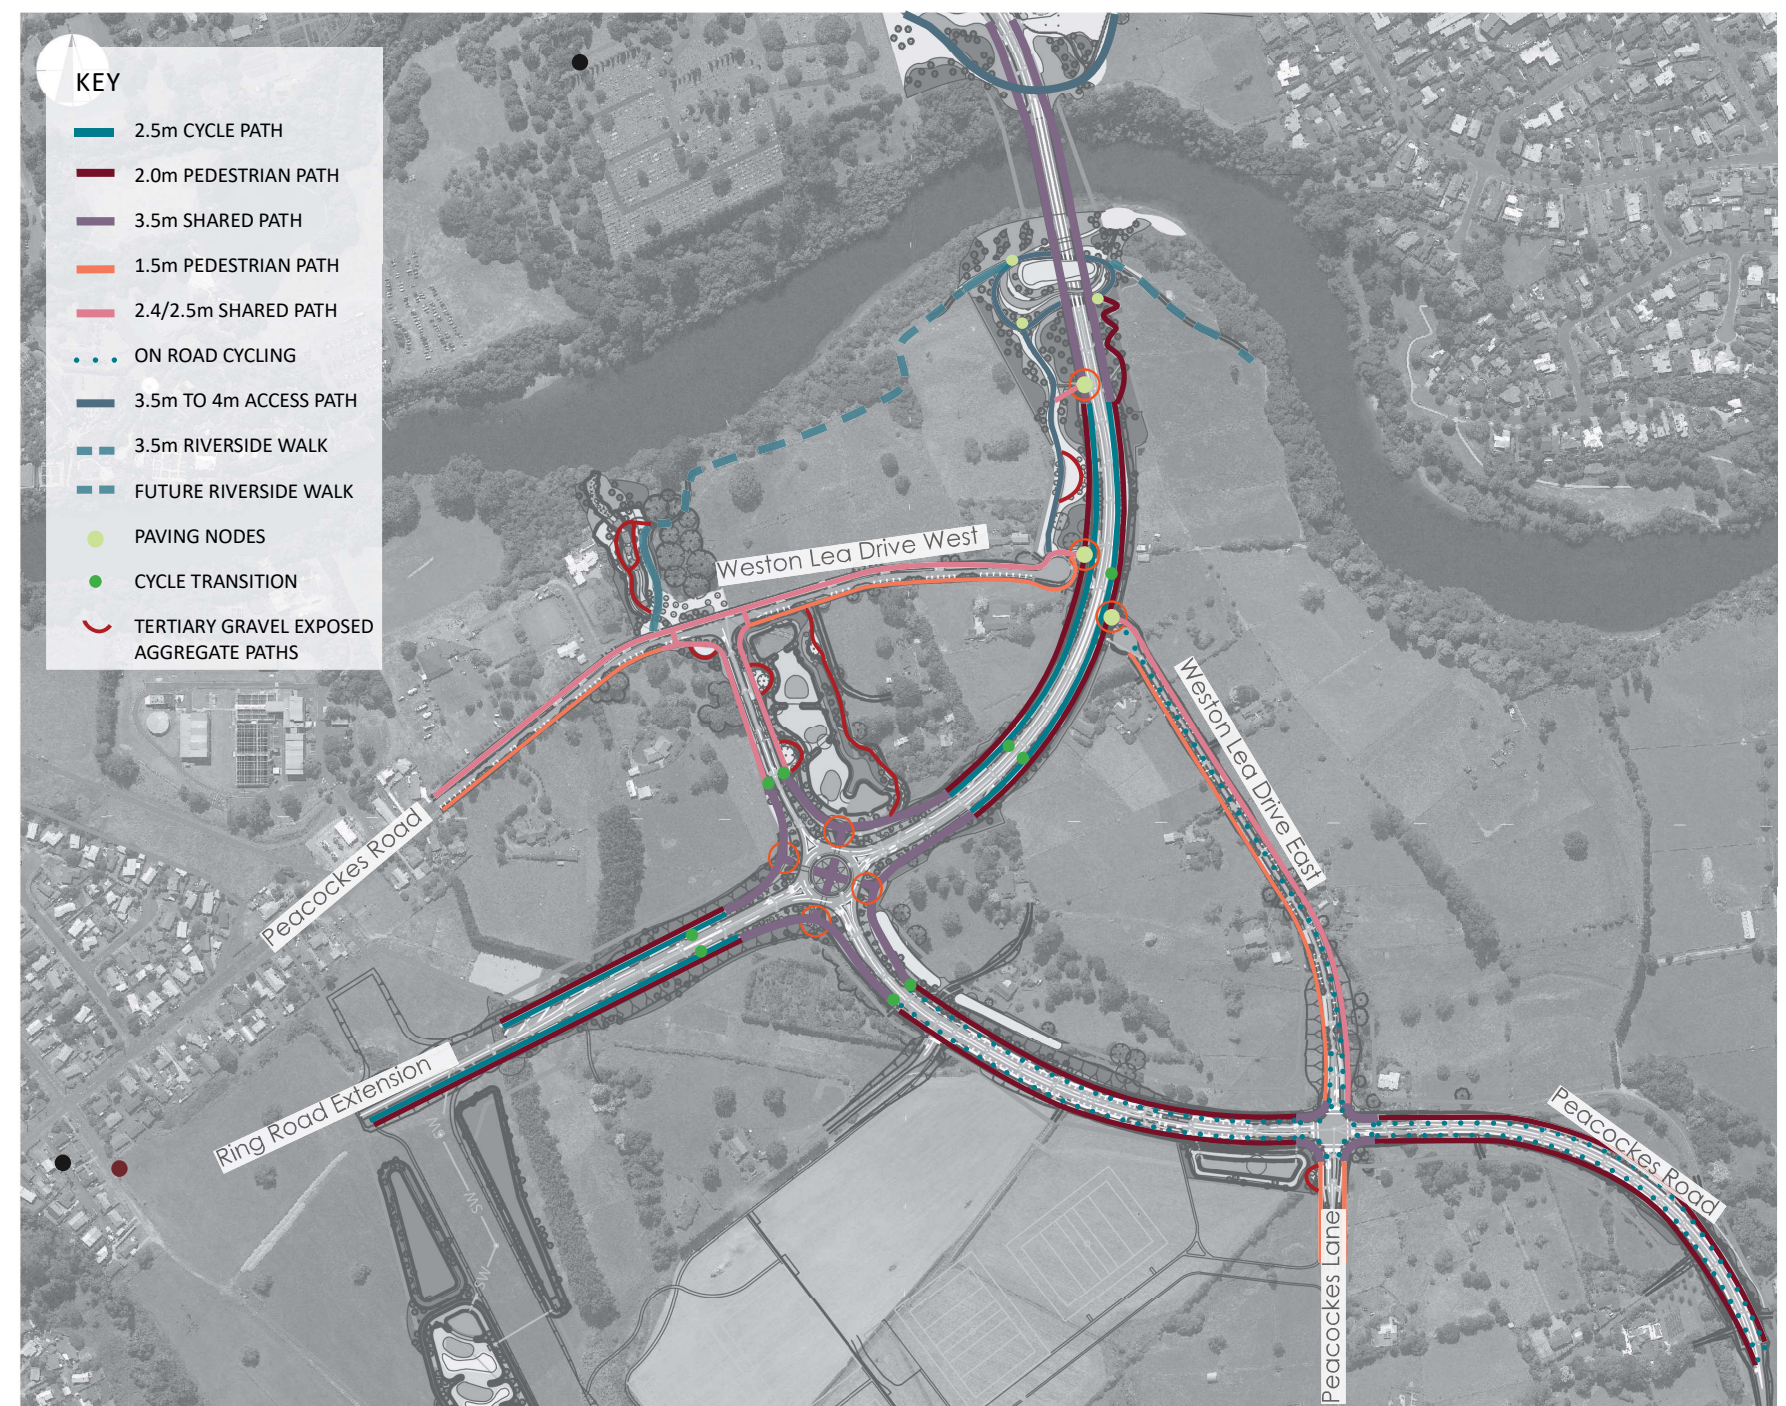 KEY
2.5m CYCLE PATH
2.0m PEDESTRIAN PATH
3.5m SHARED PATH
1.5m PEDESTRIAN PATH
2.4/2.5m SHARED PATH
ON ROAD CYCLING
3.5m TO 4m ACCESS PATH
3.5m RIVERSIDE WALK
FUTURE RIVERSIDE WALK
PAVING NODES
CYCLE TRANSITION
TERTIARY GRAVEL EXPOSED
AGGREGATE PATHS
Weston Lea Drive West
Weston Lea Drive East
Peacockes Road
Ring Road Extension
Peacockes Road
Peacockes Lane
SW
SW
SW